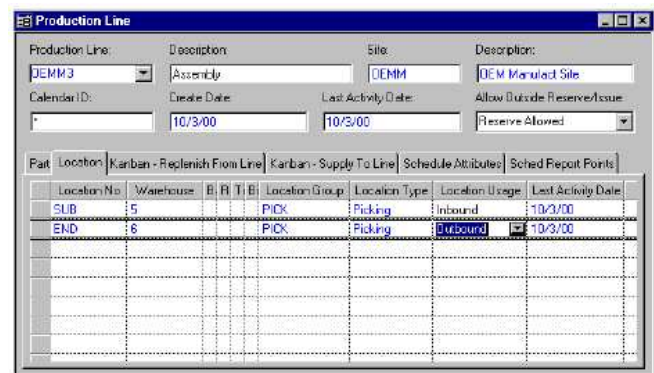 Production Line
Production Line: Description: Site: Description:
OEMM3 Assembly OEMM OEM Manufact Site
Calendar ID: Create Date: Last Activity Date: Allow Outside Reserve/Issue:
* 10/3/00 10/3/00 Reserve Allowed
Part Location Kanban - Replenish From Line Kanban - Supply To Line Schedule Attributes Sched Report Points
Location No Warehouse B R T Bi Location Group Location Type Location Usage Last Activity Date
SUB 5 PICK Picking Inbound 10/3/00
END 6 PICK Picking Outbound 10/3/00